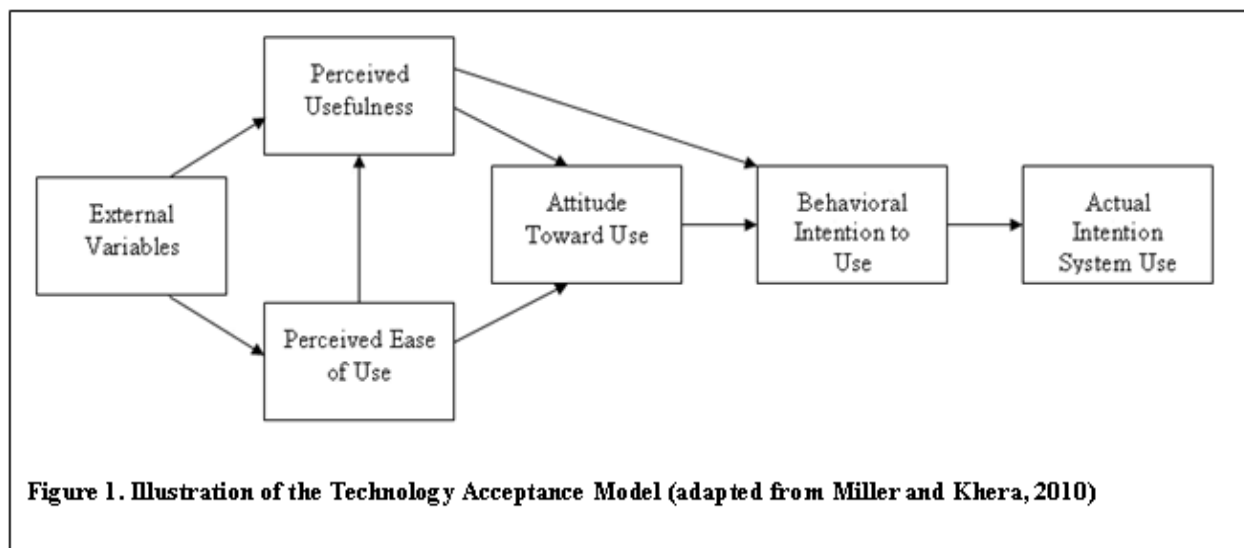 Perceived
Usefulness
External
Variables
Attitude
Toward Use
Behavioral
Intention to
Use
Actual
Intention
System Use
Perceived Ease
of Use
Figure 1. Illustration of the Technology Acceptance Model (adapted from Miller and Khera, 2010)